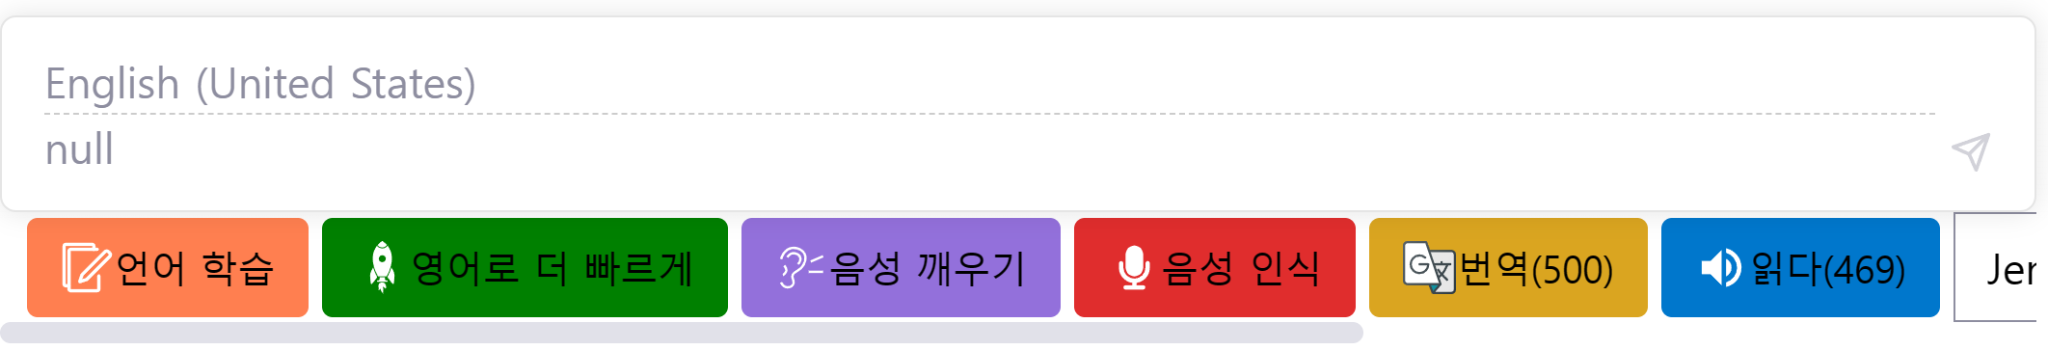 English (United States)
null
언어 학습 영어로 더 빠르게 음성 깨우기 음성 인식 번역(500) 읽다(469) Jer